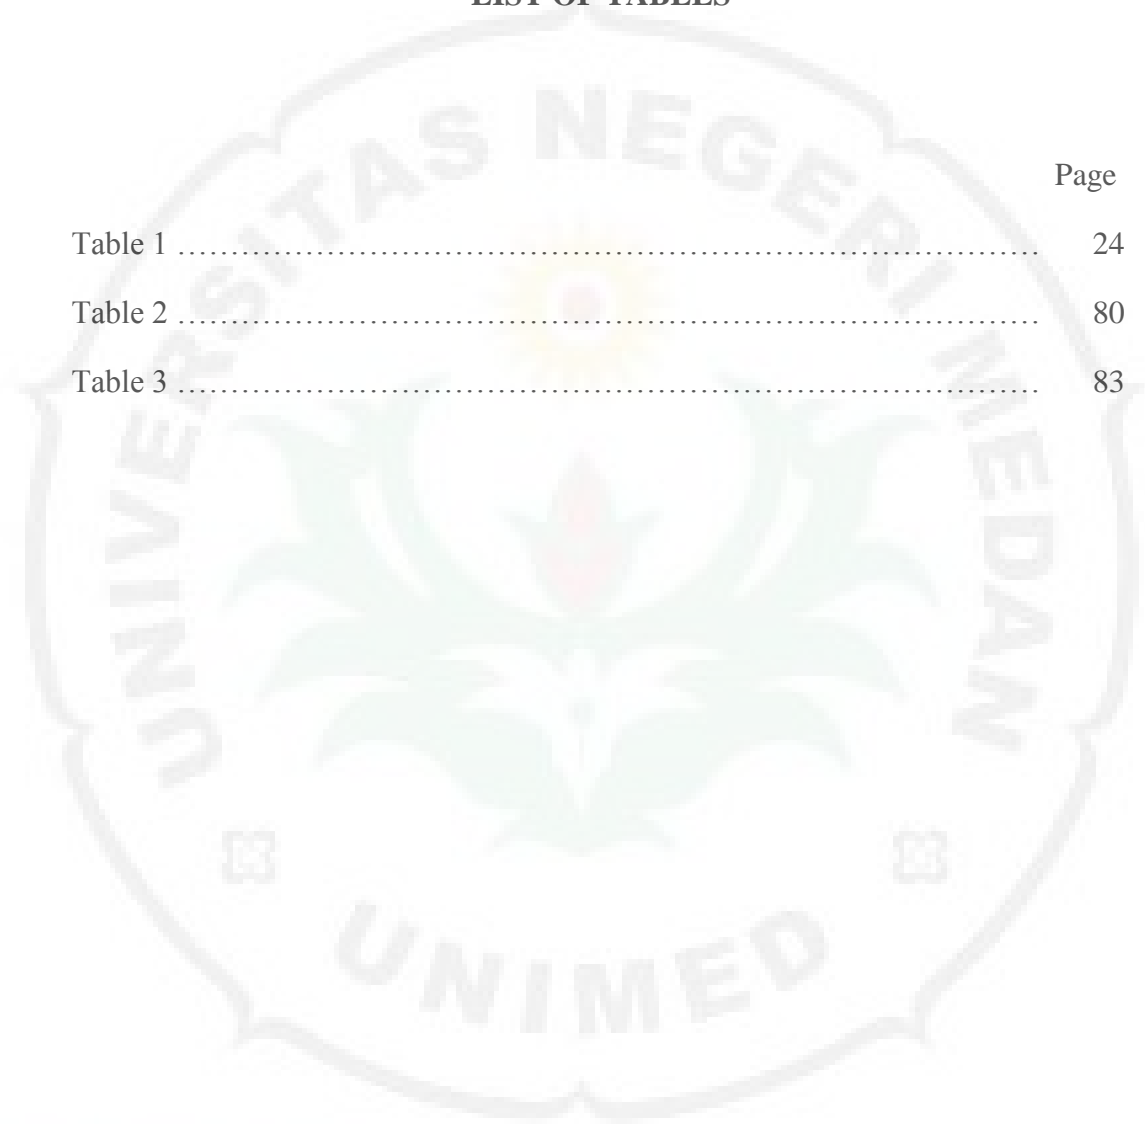 LIST OF TABLES
Page
Table 1 ........................................................................................ 24
Table 2 ........................................................................................ 80
Table 3 ........................................................................................ 83
UNIVERSITAS NEGERI MEDAN
UNIMED